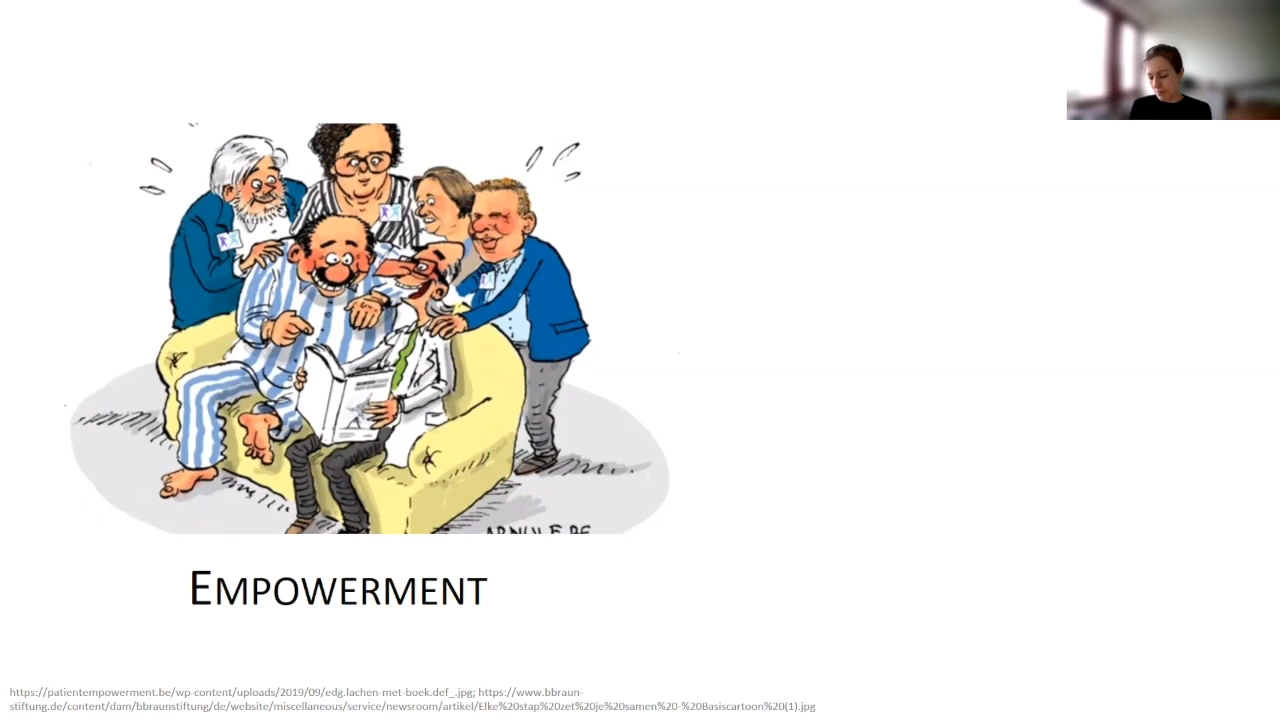 EMPOWERMENT
https://patientempowerment.be/wp-content/uploads/2019/09/edg.lachen-met-boek.def_.jpg; https://www.bbraun-
stiftung.de/content/dam/bbraunstiftung/de/website/miscellaneous/service/newsroom/artikel/Elke%20stap%20zet%20je%20samen%20-%20Basiscartoon%20(1).jpg